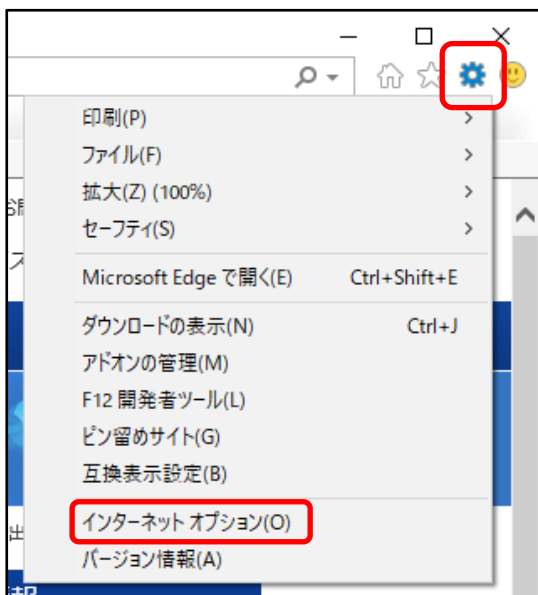 印刷(P)
ファイル(F)
拡大(Z) (100%)
セーフティ(S)
Microsoft Edge で開く(E) Ctrl+Shift+E
ダウンロードの表示(N) Ctrl+J
アドオンの管理(M)
F12 開発者ツール(L)
ピン留めサイト(G)
互換表示設定(B)
インターネット オプション(O)
バージョン情報(A)